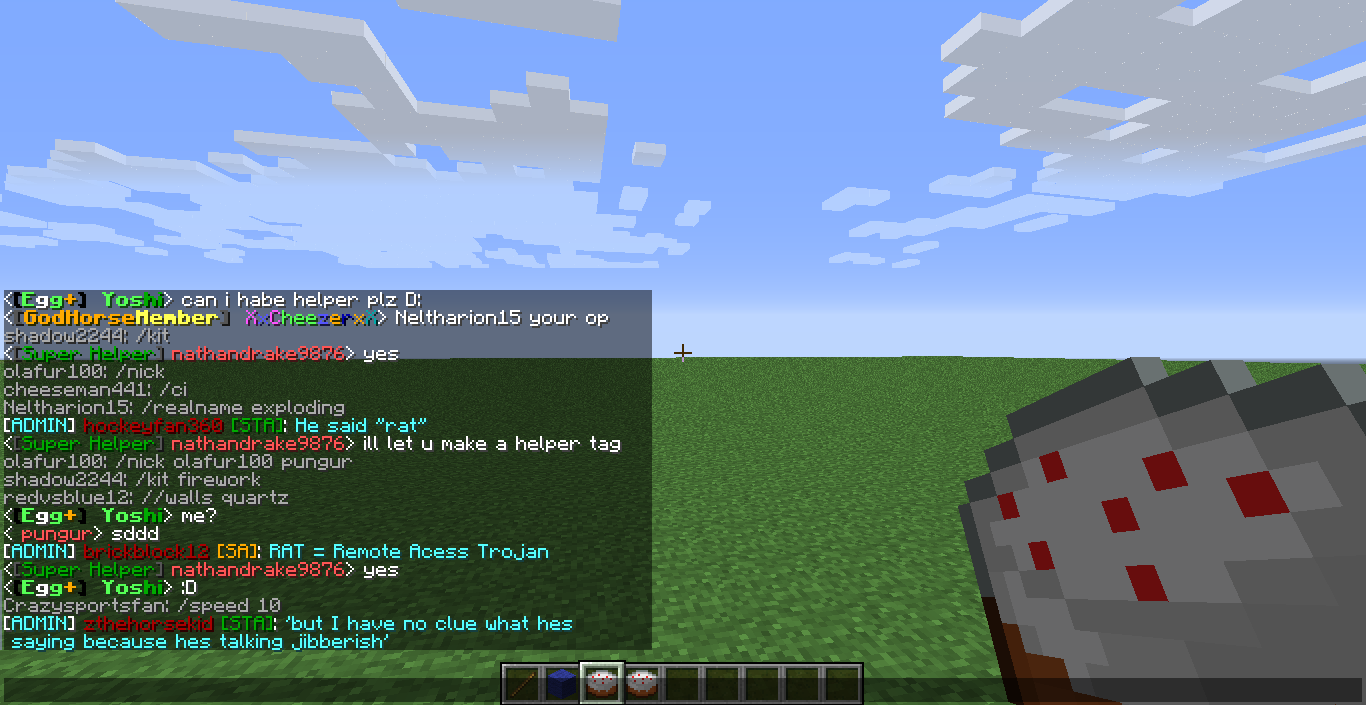 <[Egg+] Yoshi> can i habe helper plz D:
<[GodHorseMember] XxCheezerxX> Neltharion15 your op
shadow2244: /kit
<[Super Helper] nathandrake9876> yes
olafur100: /nick
cheeseman441: /ci
Neltharion15: /realname exploding
[ADMIN] hockeyfan360 [STA]: He said "rat"
<[Super Helper] nathandrake9876> ill let u make a helper tag
olafur100: /nick olafur100 pungur
shadow2244: /kit firework
redvsblue12: //walls quartz
<[Egg+] Yoshi> me?
< pungur> sddd
[ADMIN] brickblock12 [SA]: RAT = Remote Acess Trojan
<[Super Helper] nathandrake9876> yes
<[Egg+] Yoshi> :D
Crazysportsfan: /speed 10
[ADMIN] zthehorsekid [STA]: 'but I have no clue what hes
saying because hes talking jibberish'